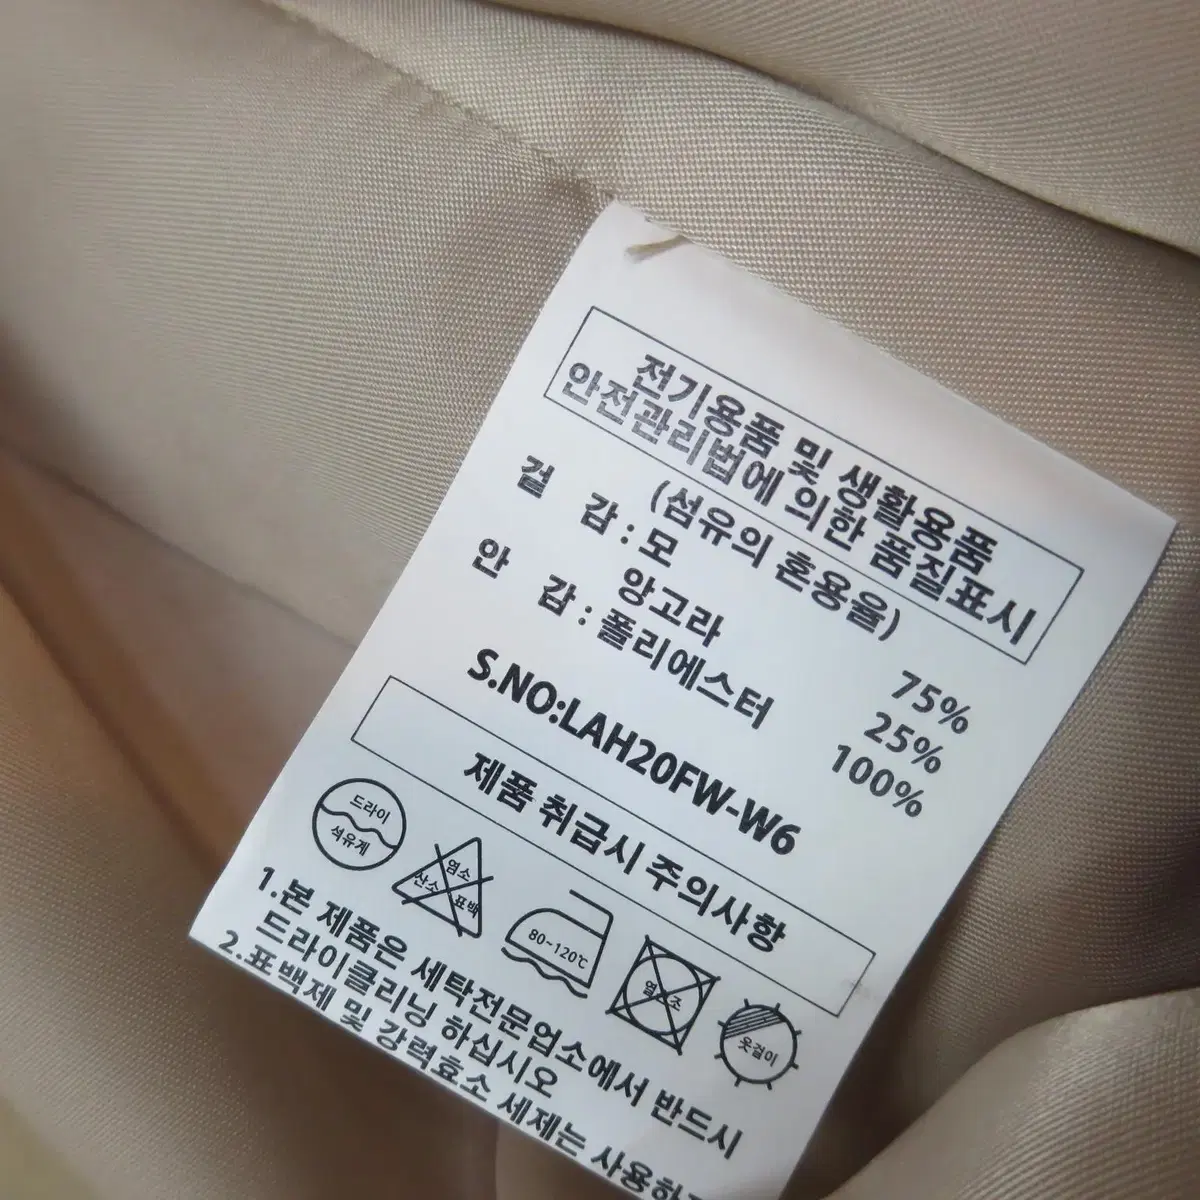 전기용품 및 생활용품
안전관리법에 의한 품질표시
(섬유의 혼용율)
겉 감 : 모 75%
앙고라 25%
안 감 : 폴리에스터 100%
S.NO:LAH20FW-W6
제품 취급시 주의사항
드라이
석유계
염소
산소 표백
80~120℃
열 조
옷걸이
1.본 제품은 세탁전문업소에서 반드시
드라이클리닝 하십시오
2.표백제 및 강력효소 세제는